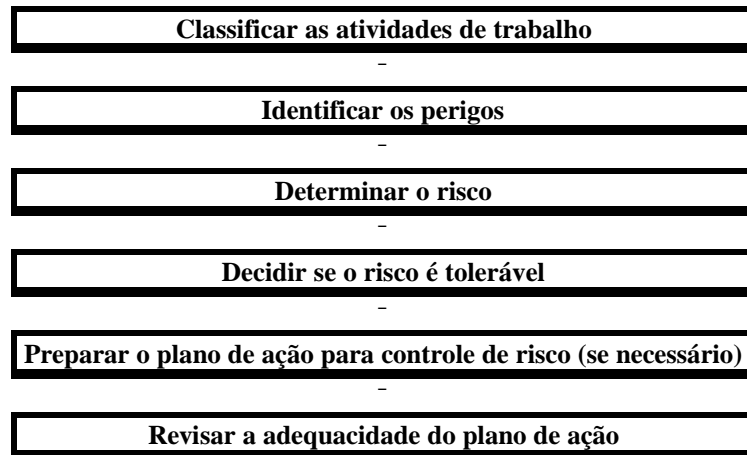 Classificar as atividades de trabalho
–
Identificar os perigos
–
Determinar o risco
–
Decidir se o risco é tolerável
–
Preparar o plano de ação para controle de risco (se necessário)
–
Revisar a adequacidade do plano de ação